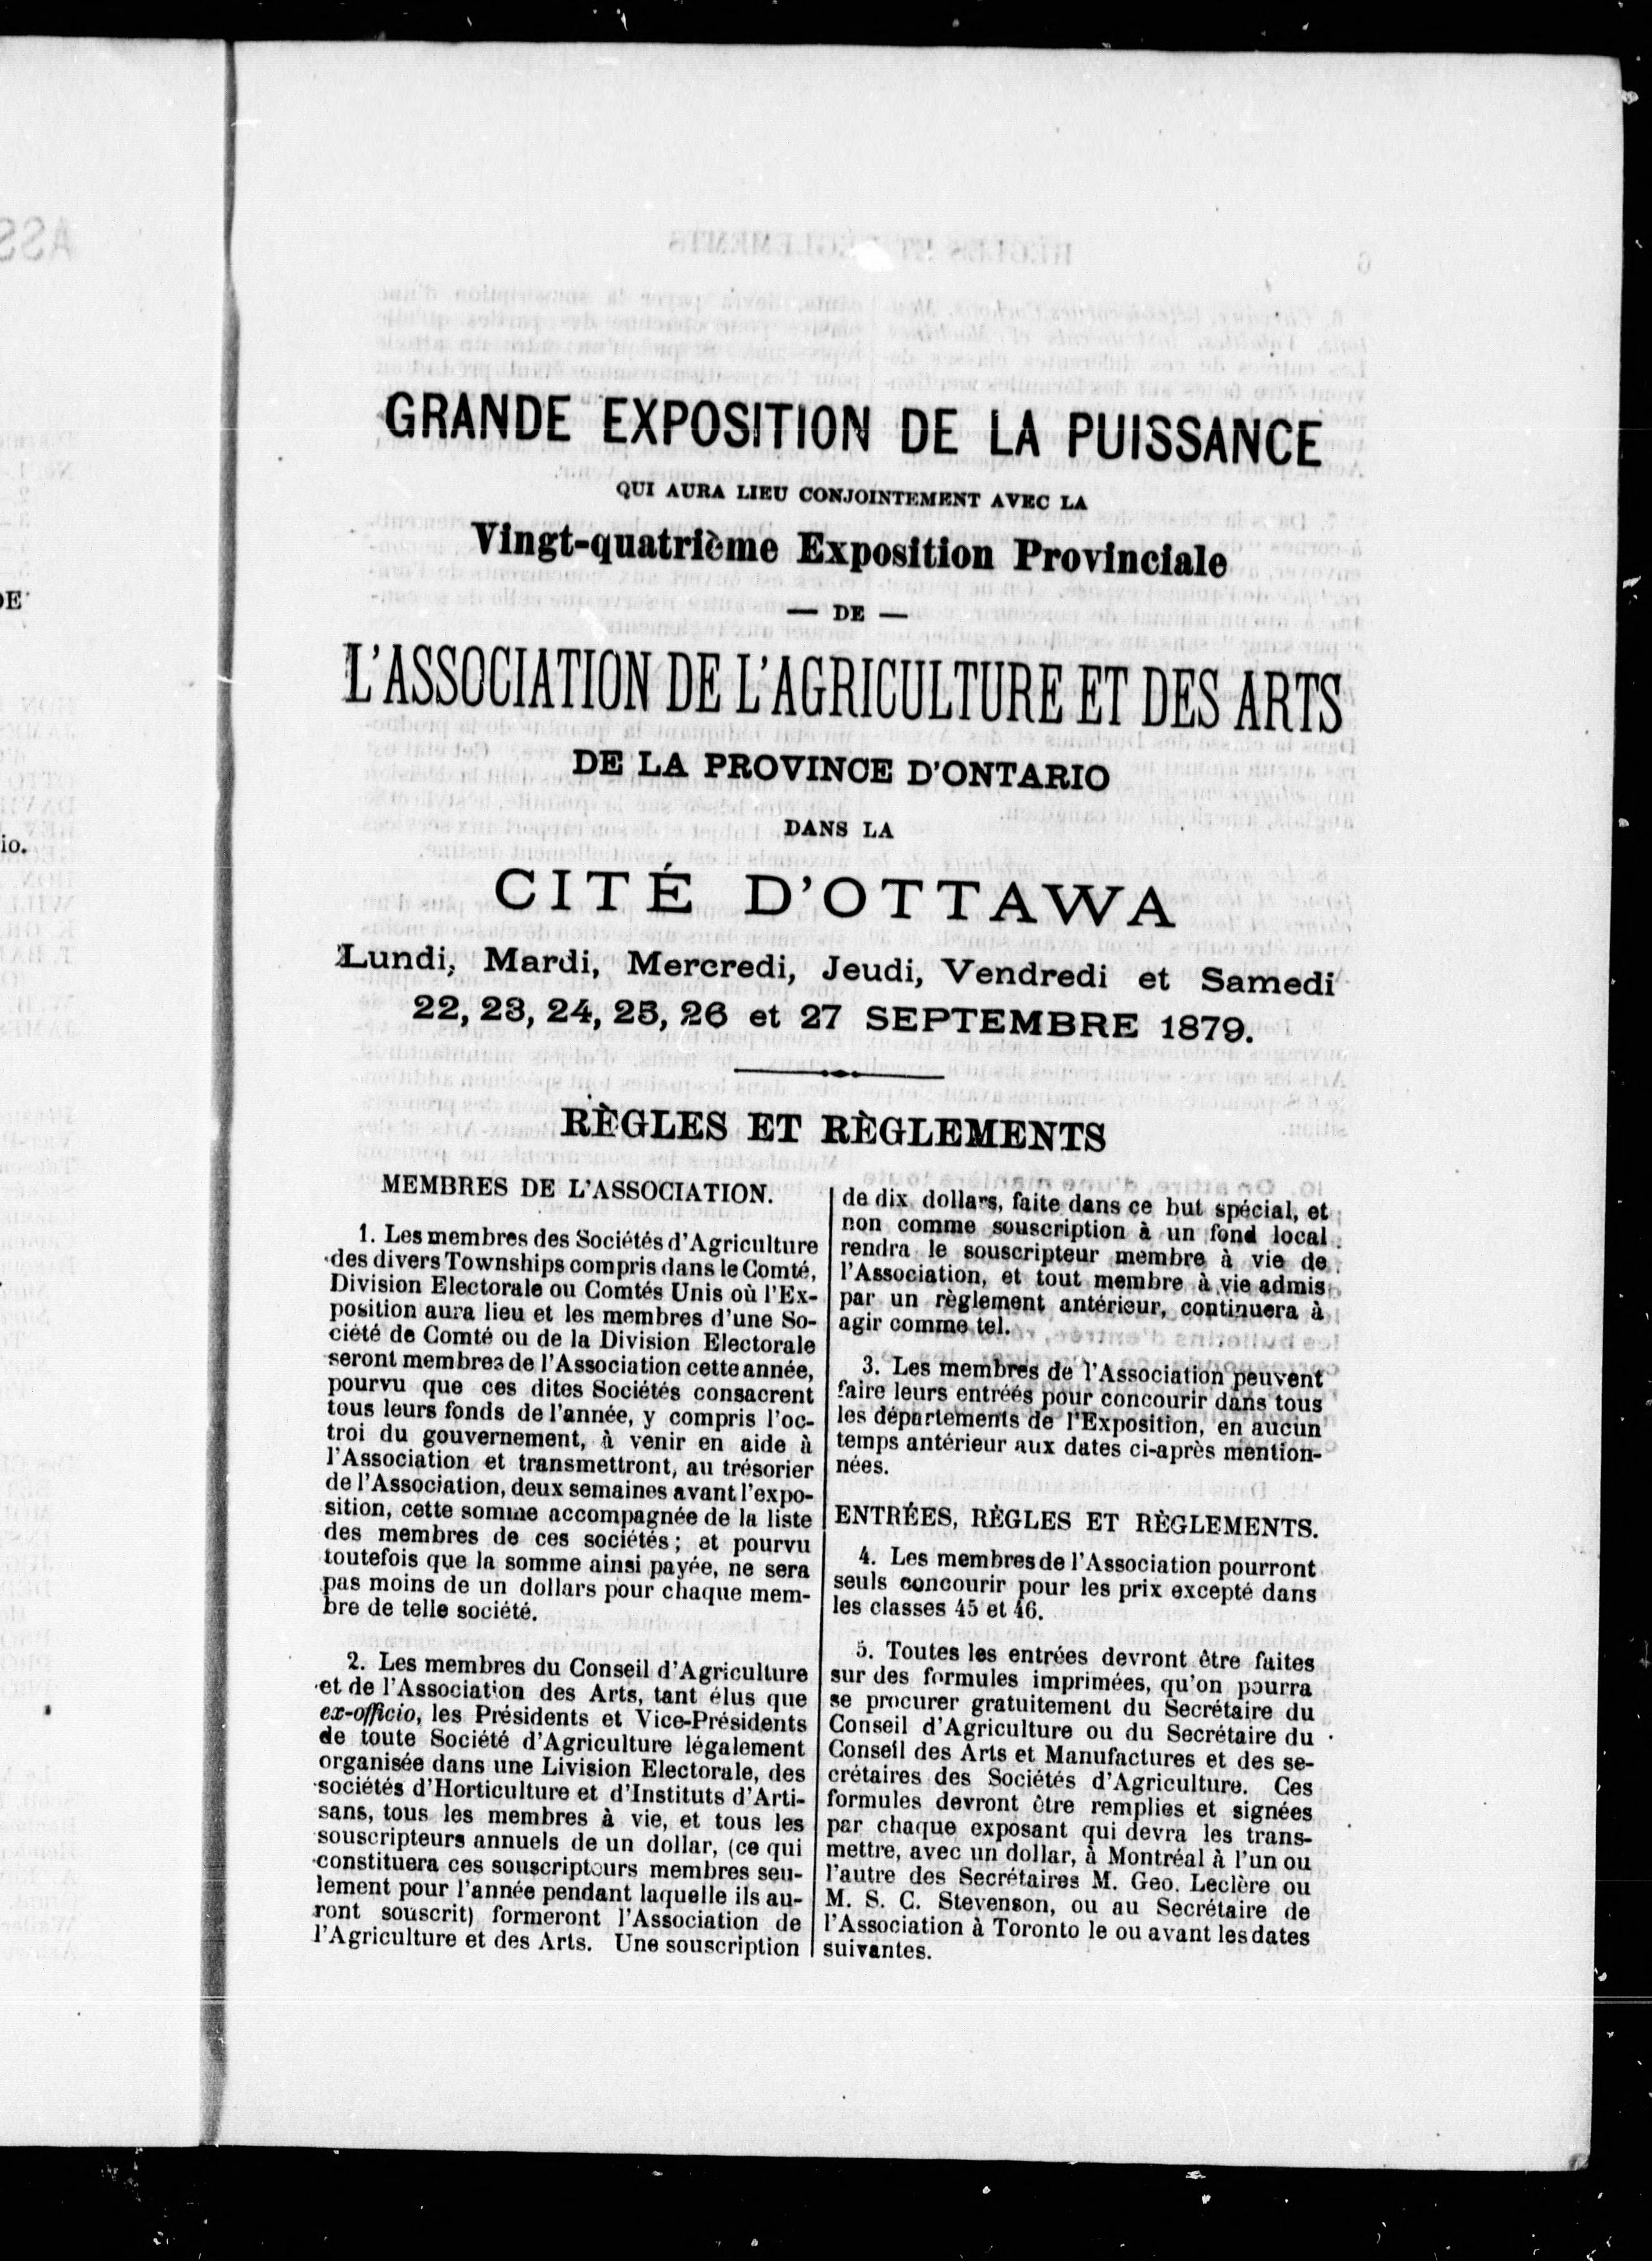 GRANDE EXPOSITION DE LA PUISSANCE
QUI AURA LIEU CONJOINTEMENT AVEC LA
Vingt-quatrième Exposition Provinciale
— DE —
L'ASSOCIATION DE L'AGRICULTURE ET DES ARTS
DE LA PROVINCE D'ONTARIO
DANS LA
CITÉ D'OTTAWA
Lundi, Mardi, Mercredi, Jeudi, Vendredi et Samedi
22, 23, 24, 25, 26 et 27 SEPTEMBRE 1879.
RÈGLES ET RÈGLEMENTS
MEMBRES DE L'ASSOCIATION.
1. Les membres des Sociétés d'Agriculture
des divers Townships compris dans le Comté,
Division Electorale ou Comtés Unis où l'Ex-
position aura lieu et les membres d'une So-
ciété de Comté ou de la Division Electorale
seront membres de l'Association cette année,
pourvu que ces dites Sociétés consacrent
tous leurs fonds de l'année, y compris l'oc-
troi du gouvernement, à venir en aide à
l'Association et transmettront, au trésorier
de l'Association, deux semaines avant l'expo-
sition, cette somme accompagnée de la liste
des membres de ces sociétés; et pourvu
toutefois que la somme ainsi payée, ne sera
pas moins de un dollars pour chaque mem-
bre de telle société.
2. Les membres du Conseil d'Agriculture
et de l'Association des Arts, tant élus que
ex-officio, les Présidents et Vice-Présidents
de toute Société d'Agriculture légalement
organisée dans une Livision Electorale, des
sociétés d'Horticulture et d'Instituts d'Arti-
sans, tous les membres à vie, et tous les
souscripteurs annuels de un dollar, (ce qui
constituera ces souscripteurs membres seu-
lement pour l'année pendant laquelle ils au-
ront souscrit) formeront l'Association de
l'Agriculture et des Arts. Une souscription
de dix dollars, faite dans ce but spécial, et
non comme souscription à un fond local
rendra le souscripteur membre à vie de
l'Association, et tout membre à vie admis
par un règlement antérieur, continuera à
agir comme tel.
3. Les membres de l'Association peuvent
faire leurs entréés pour concourir dans tous
les départements de l'Exposition, en aucun
temps antérieur aux dates ci-après mention-
nées.
ENTRÉES, RÈGLES ET RÈGLEMENTS.
4. Les membres de l'Association pourront
seuls concourir pour les prix excepté dans
les classes 45 et 46.
5. Toutes les entrées devront être faites
sur des formules imprimées, qu'on pourra
se procurer gratuitement du Secrétaire du
Conseil d'Agriculture ou du Secrétaire du
Conseil des Arts et Manufactures et des se-
crétaires des Sociétés d'Agriculture. Ces
formules devront être remplies et signées
par chaque exposant qui devra les trans-
mettre, avec un dollar, à Montréal à l'un ou
l'autre des Secrétaires M. Geo. Leclère ou
M. S. C. Stevenson, ou au Secrétaire de
l'Association à Toronto le ou avant les dates
suivantes.